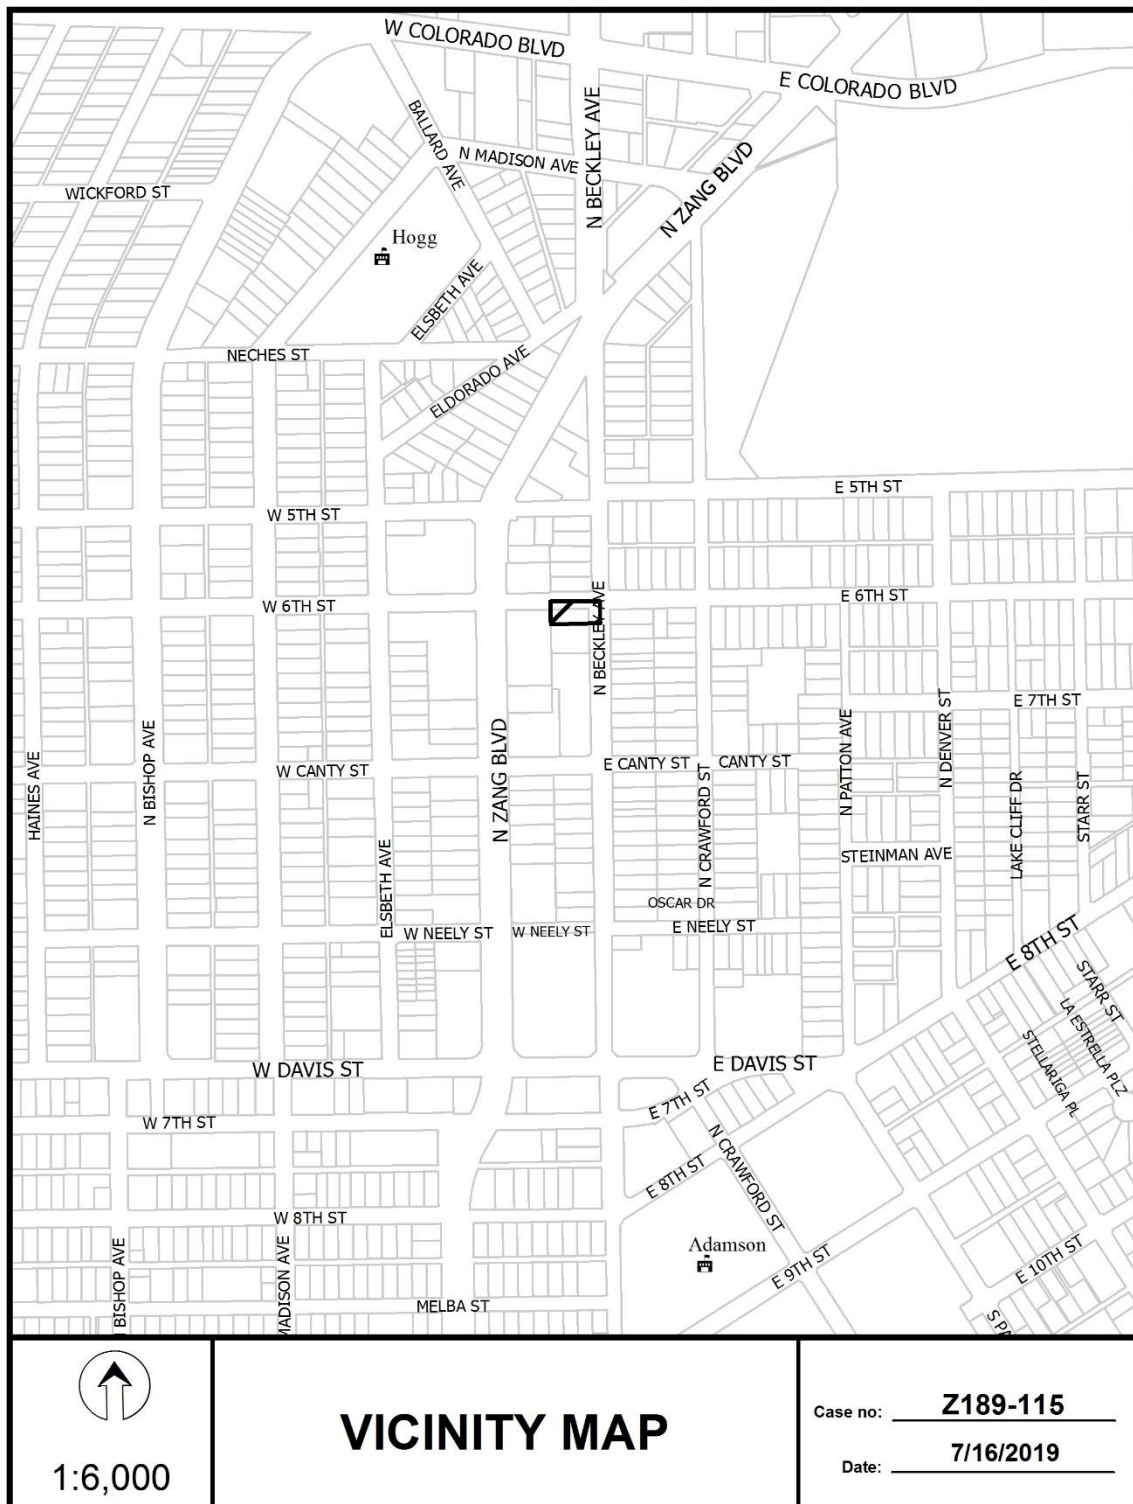 W COLORADO BLVD
E COLORADO BLVD
BALLARD AVE
N BECKLEY AVE
N MADISON AVE
N ZANG BLVD
WICKFORD ST
Hogg
ELSBETH AVE
NECHES ST
ELDORADO AVE
E 5TH ST
W 5TH ST
W 6TH ST
N BECKLEY AVE
E 6TH ST
E 7TH ST
HAINES AVE
N BISHOP AVE
W CANTY ST
N ZANG BLVD
E CANTY ST
CANTY ST
N CRAWFORD ST
N PATTON AVE
N DENVER ST
LAKE CLIFF DR
STARR ST
ELSBETH AVE
STEINMAN AVE
OSCAR DR
W NEELY ST
W NEELY ST
E NEELY ST
E 8TH ST
STARR ST
LA ESTRELLA PLZ
STELLARIGA PL
W DAVIS ST
E DAVIS ST
W 7TH ST
E 7TH ST
N CRAWFORD ST
E 8TH ST
W 8TH ST
Adamson
E 9TH ST
E 10TH ST
BISHOP AVE
MADISON AVE
MELBA ST
1:6,000
VICINITY MAP
Case no: Z189-115
Date: 7/16/2019